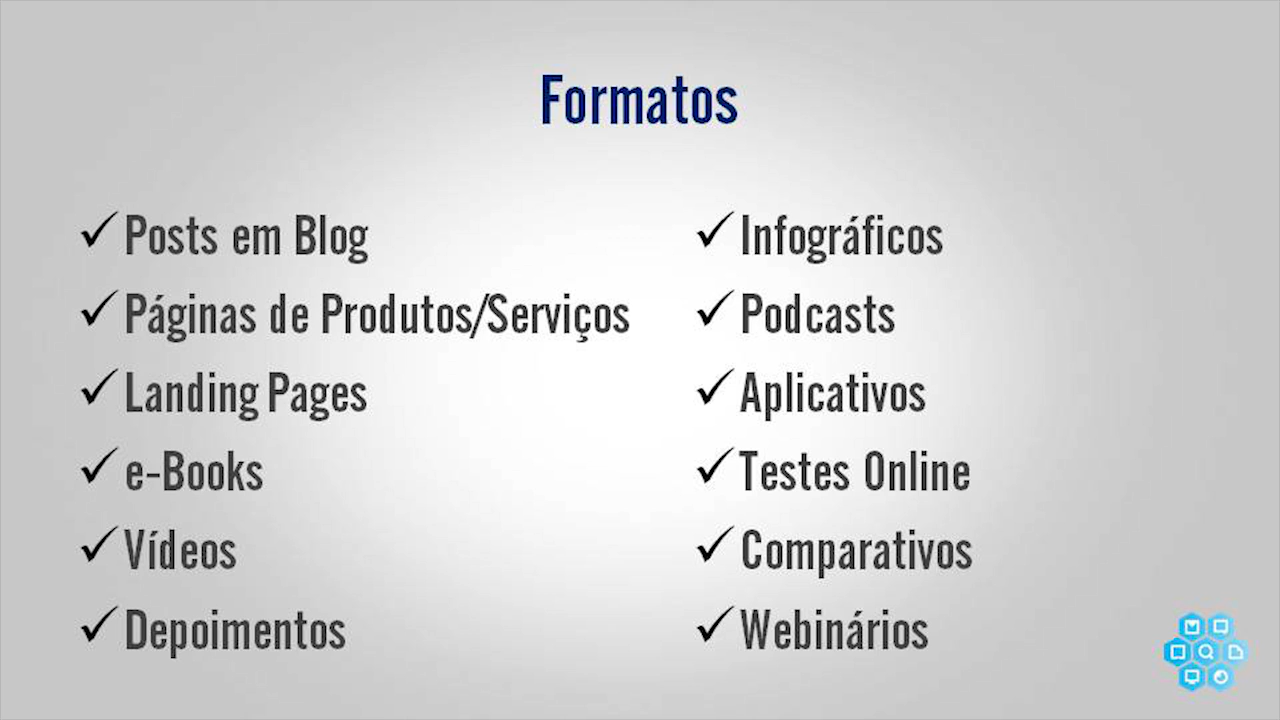 Formatos
Posts em Blog
Páginas de Produtos/Serviços
Landing Pages
e-Books
Vídeos
Depoimentos
Infográficos
Podcasts
Aplicativos
Testes Online
Comparativos
Webinários